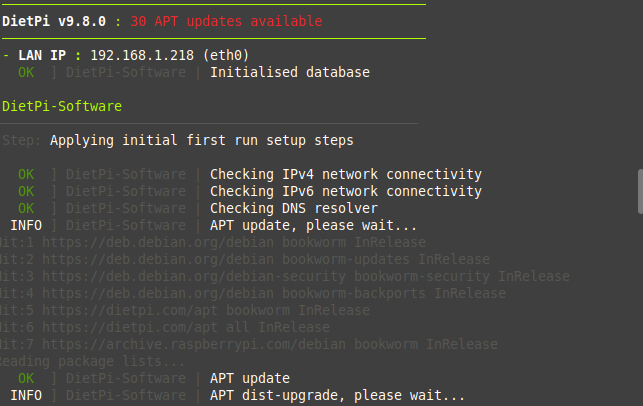 DietPi v9.8.0 : 30 APT updates available
- LAN IP : 192.168.1.218 (eth0)
OK ] DietPi-Software | Initialised database
DietPi-Software
Step: Applying initial first run setup steps
OK ] DietPi-Software | Checking IPv4 network connectivity
OK ] DietPi-Software | Checking IPv6 network connectivity
OK ] DietPi-Software | Checking DNS resolver
INFO ] DietPi-Software | APT update, please wait...
Hit:1 https://deb.debian.org/debian bookworm InRelease
Hit:2 https://deb.debian.org/debian bookworm-updates InRelease
Hit:3 https://deb.debian.org/debian-security bookworm-security InRelease
Hit:4 https://deb.debian.org/debian bookworm-backports InRelease
Hit:5 https://dietpi.com/apt bookworm InRelease
Hit:6 https://dietpi.com/apt all InRelease
Hit:7 https://archive.raspberrypi.com/debian bookworm InRelease
Reading package lists...
OK ] DietPi-Software | APT update
INFO ] DietPi-Software | APT dist-upgrade, please wait...